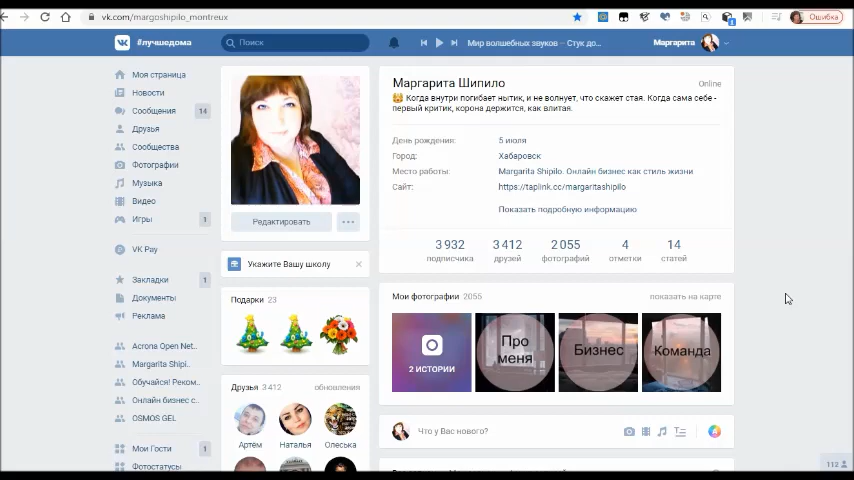 vk.com/margoshipilo_montreux
Ошибка
#лучшедома
Поиск
Мир волшебных звуков – Стук до...
Маргарита
Моя страница
Новости
Сообщения 14
Друзья
Сообщества
Фотографии
Музыка
Видео
Игры 1
VK Pay
Закладки 1
Документы
Реклама
Acrona Open Net..
Margarita Shipi..
Обучайся! Реком..
Онлайн бизнес с..
OSMOS GEL
Мои Гости 1
Фотостатусы
Редактировать
Укажите Вашу школу
Подарки 23
Друзья 3 412 обновления
Артём Наталья Олеська
Маргарита Шипило Online
Когда внутри погибает нытик, и не волнует, что скажет стая. Когда сама себе -
первый критик, корона держится, как влитая.
День рождения: 5 июля
Город: Хабаровск
Место работы: Margarita Shipilo. Онлайн бизнес как стиль жизни
Сайт: https://taplink.cc/margaritashipilo
Показать подробную информацию
3 932 3 412 2 055 4 14
подписчика друзей фотографий отметки статей
Мои фотографии 2055 показать на карте
2 ИСТОРИИ
Про
меня
Бизнес
Команда
Что у Вас нового?
112